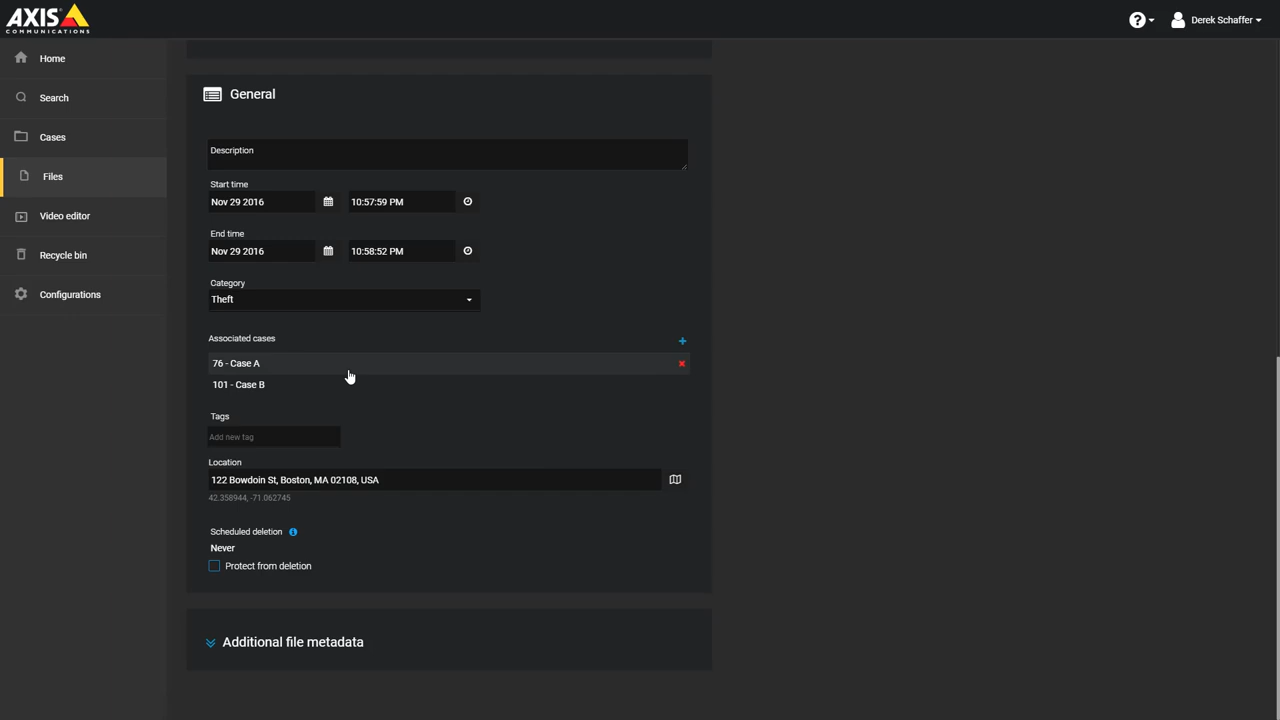 AXIS
COMMUNICATIONS
Derek Schaffer
Home
Search
Cases
Files
Video editor
Recycle bin
Configurations
General
Description
Start time
Nov 29 2016 10:57:59 PM
End time
Nov 29 2016 10:58:52 PM
Category
Theft
Associated cases
76 - Case A
101 - Case B
Tags
Add new tag
Location
122 Bowdoin St, Boston, MA 02108, USA
42.358944, -71.062745
Scheduled deletion
Never
Protect from deletion
Additional file metadata